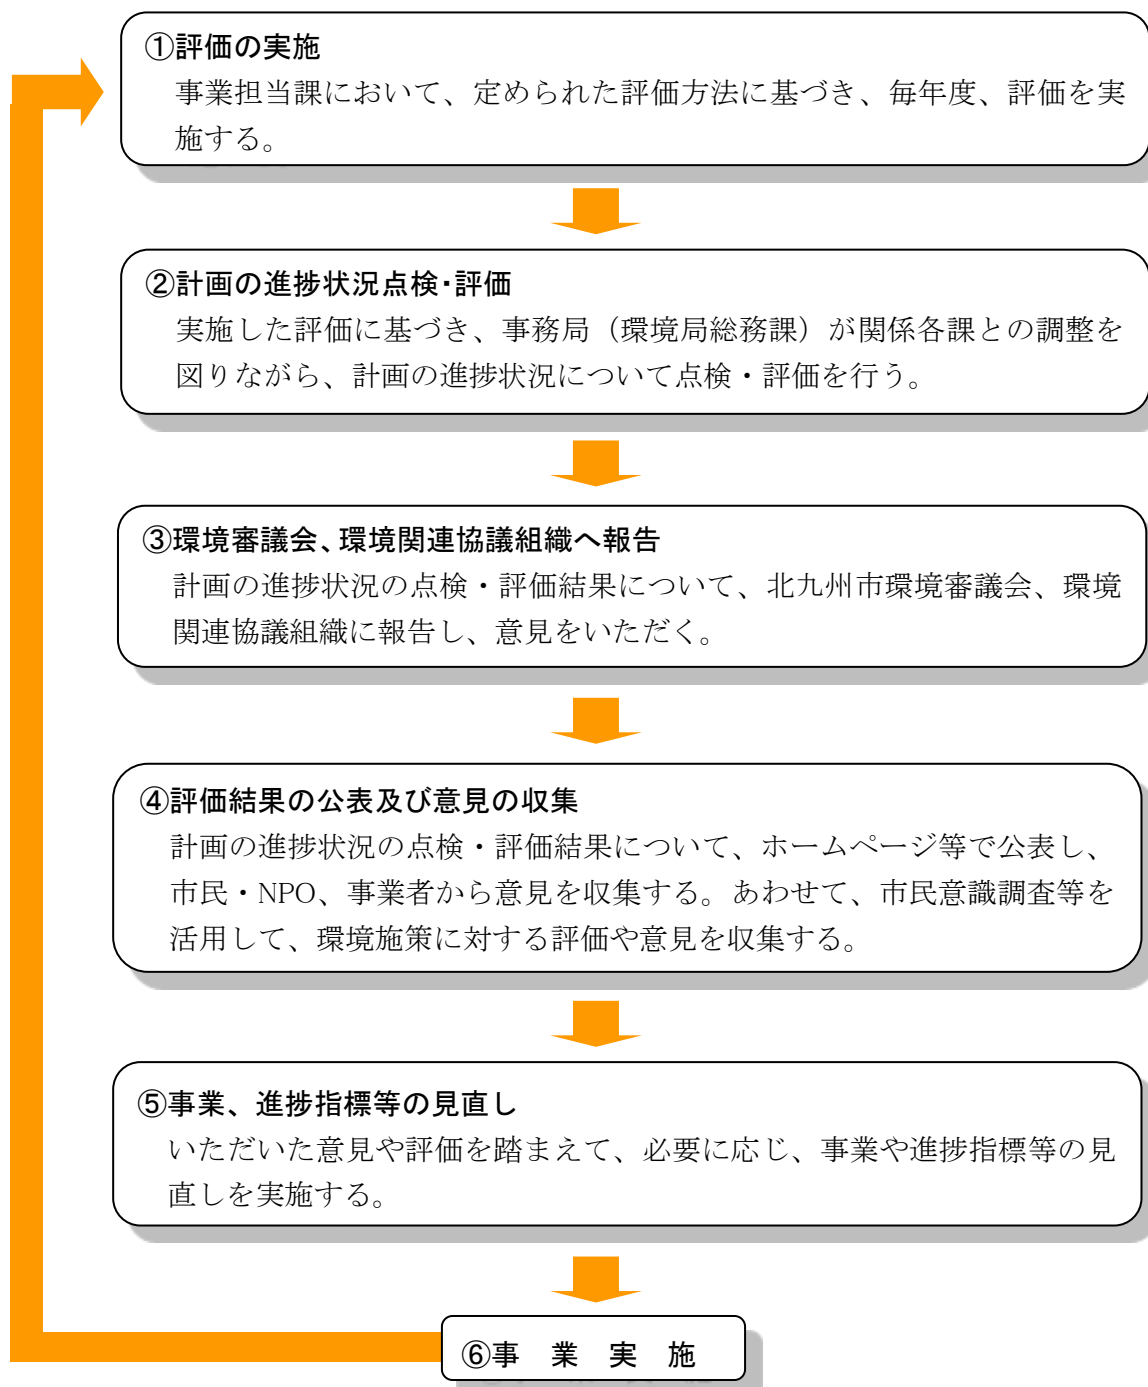 ①評価の実施
事業担当課において、定められた評価方法に基づき、毎年度、評価を実
施する。
②計画の進捗状況点検・評価
実施した評価に基づき、事務局（環境局総務課）が関係各課との調整を
図りながら、計画の進捗状況について点検・評価を行う。
③環境審議会、環境関連協議組織へ報告
計画の進捗状況の点検・評価結果について、北九州市環境審議会、環境
関連協議組織に報告し、意見をいただく。
④評価結果の公表及び意見の収集
計画の進捗状況の点検・評価結果について、ホームページ等で公表し、
市民・NPO、事業者から意見を収集する。あわせて、市民意識調査等を
活用して、環境施策に対する評価や意見を収集する。
⑤事業、進捗指標等の見直し
いただいた意見や評価を踏まえて、必要に応じ、事業や進捗指標等の見
直しを実施する。
⑥事　業　実　施